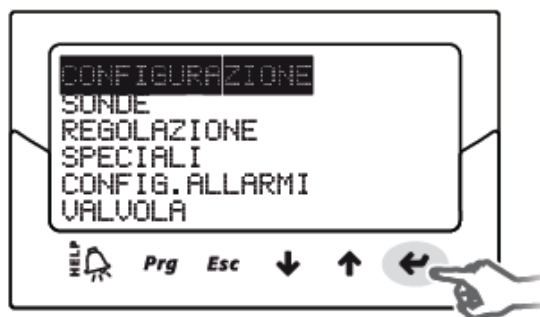 CONFIGURAZIONE
SONDE
REGOLAZIONE
SPECIALI
CONFIG.ALLARMI
VALVOLA
HELP Prg Esc